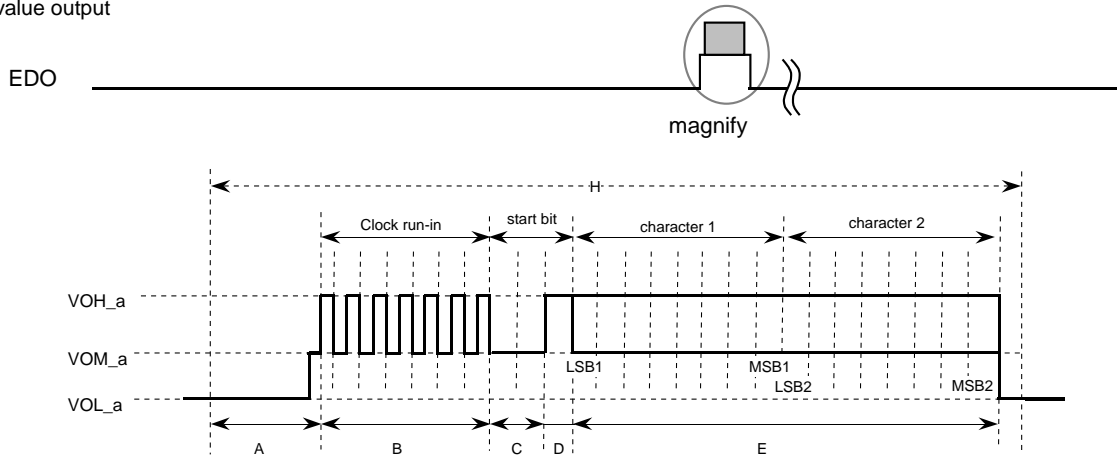 value output
EDO
magnify
H
Clock run-in
start bit
character 1
character 2
VOH_a
VOM_a
LSB1
MSB1
LSB2
MSB2
VOL_a
A
B
C
D
E